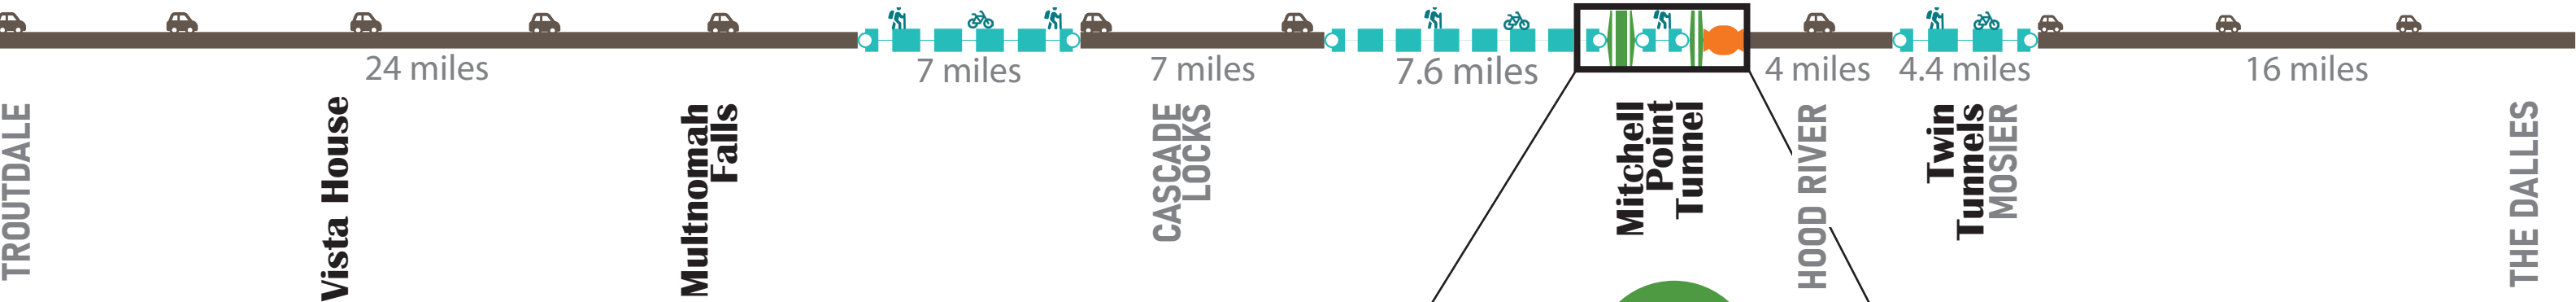 24 miles
7 miles
7 miles
7.6 miles
4 miles
4.4 miles
16 miles
TROUTDALE
Vista House
Multnomah
Falls
CASCADE
LOCKS
Mitchell
Point
Tunnel
HOOD RIVER
Twin
Tunnels
MOSIER
THE DALLES